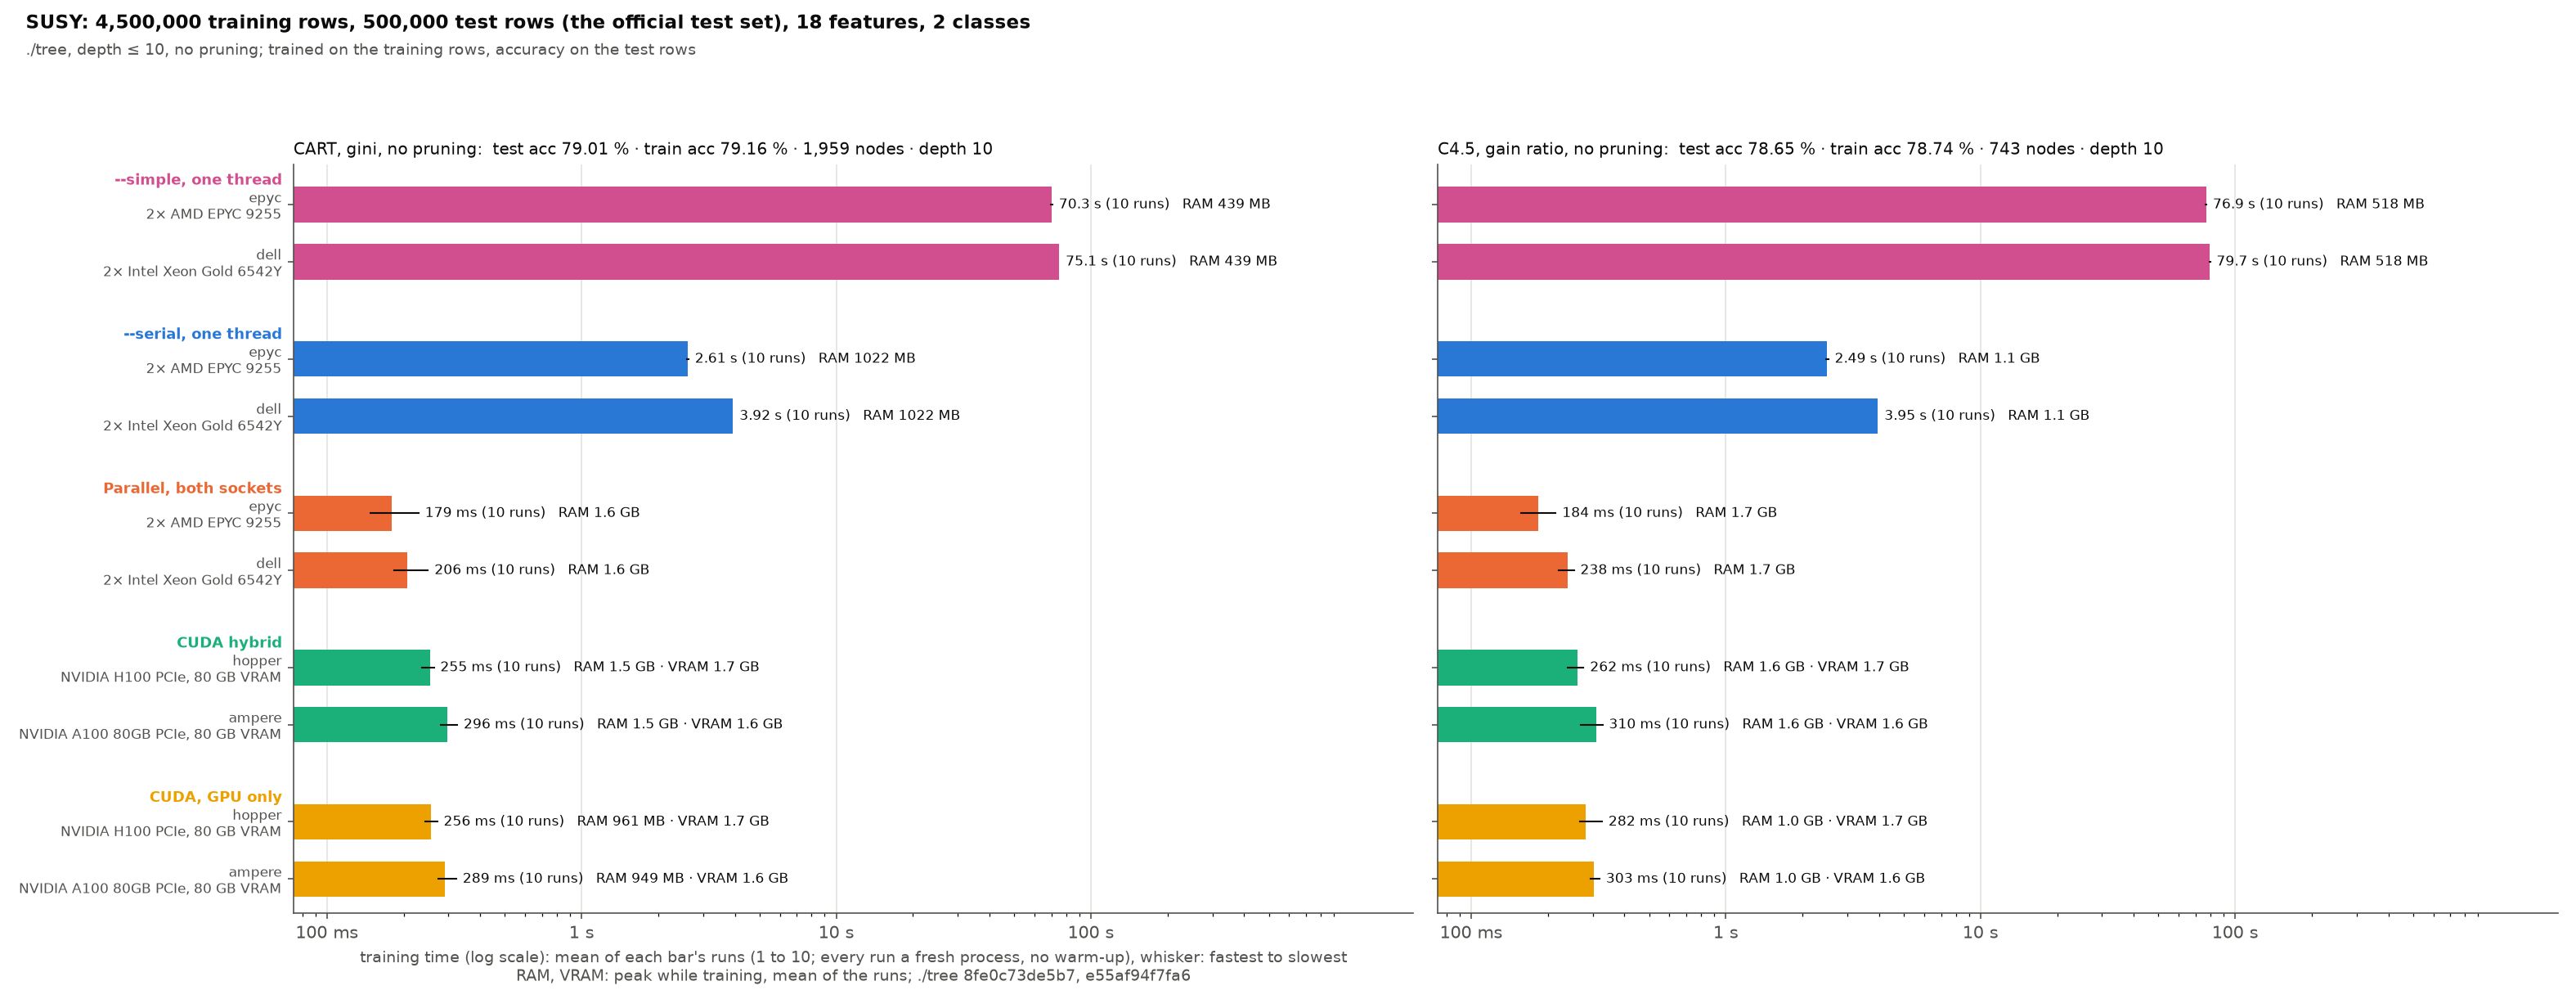 SUSY: 4,500,000 training rows, 500,000 test rows (the official test set), 18 features, 2 classes
./tree, depth ≤ 10, no pruning; trained on the training rows, accuracy on the test rows
CART, gini, no pruning:  test acc 79.01 % · train acc 79.16 % · 1,959 nodes · depth 10
--simple, one thread
epyc
2× AMD EPYC 9255
70.3 s (10 runs)   RAM 439 MB
dell
2× Intel Xeon Gold 6542Y
75.1 s (10 runs)   RAM 439 MB
--serial, one thread
epyc
2× AMD EPYC 9255
2.61 s (10 runs)   RAM 1022 MB
dell
2× Intel Xeon Gold 6542Y
3.92 s (10 runs)   RAM 1022 MB
Parallel, both sockets
epyc
2× AMD EPYC 9255
179 ms (10 runs)   RAM 1.6 GB
dell
2× Intel Xeon Gold 6542Y
206 ms (10 runs)   RAM 1.6 GB
CUDA hybrid
hopper
NVIDIA H100 PCIe, 80 GB VRAM
255 ms (10 runs)   RAM 1.5 GB · VRAM 1.7 GB
ampere
NVIDIA A100 80GB PCIe, 80 GB VRAM
296 ms (10 runs)   RAM 1.5 GB · VRAM 1.6 GB
CUDA, GPU only
hopper
NVIDIA H100 PCIe, 80 GB VRAM
256 ms (10 runs)   RAM 961 MB · VRAM 1.7 GB
ampere
NVIDIA A100 80GB PCIe, 80 GB VRAM
289 ms (10 runs)   RAM 949 MB · VRAM 1.6 GB
100 ms 1 s 10 s 100 s
C4.5, gain ratio, no pruning:  test acc 78.65 % · train acc 78.74 % · 743 nodes · depth 10
76.9 s (10 runs)   RAM 518 MB
79.7 s (10 runs)   RAM 518 MB
2.49 s (10 runs)   RAM 1.1 GB
3.95 s (10 runs)   RAM 1.1 GB
184 ms (10 runs)   RAM 1.7 GB
238 ms (10 runs)   RAM 1.7 GB
262 ms (10 runs)   RAM 1.6 GB · VRAM 1.7 GB
310 ms (10 runs)   RAM 1.6 GB · VRAM 1.6 GB
282 ms (10 runs)   RAM 1.0 GB · VRAM 1.7 GB
303 ms (10 runs)   RAM 1.0 GB · VRAM 1.6 GB
100 ms 1 s 10 s 100 s
training time (log scale): mean of each bar's runs (1 to 10; every run a fresh process, no warm-up), whisker: fastest to slowest
RAM, VRAM: peak while training, mean of the runs; ./tree 8fe0c73de5b7, e55af94f7fa6